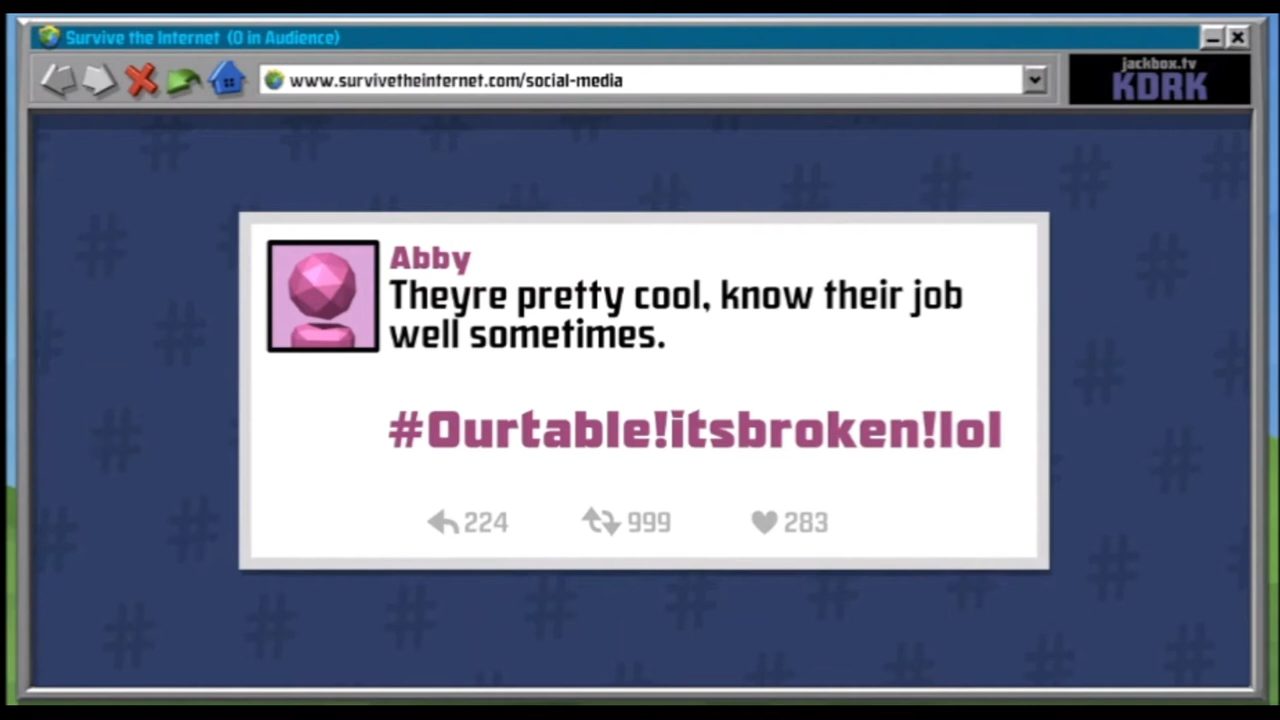 Survive the Internet (0 in Audience)
www.survivetheinternet.com/social-media
jackbox.tv
KDRK
Abby
Theyre pretty cool, know their job
well sometimes.
#Ourtable!itsbroken!lol
224 999 283